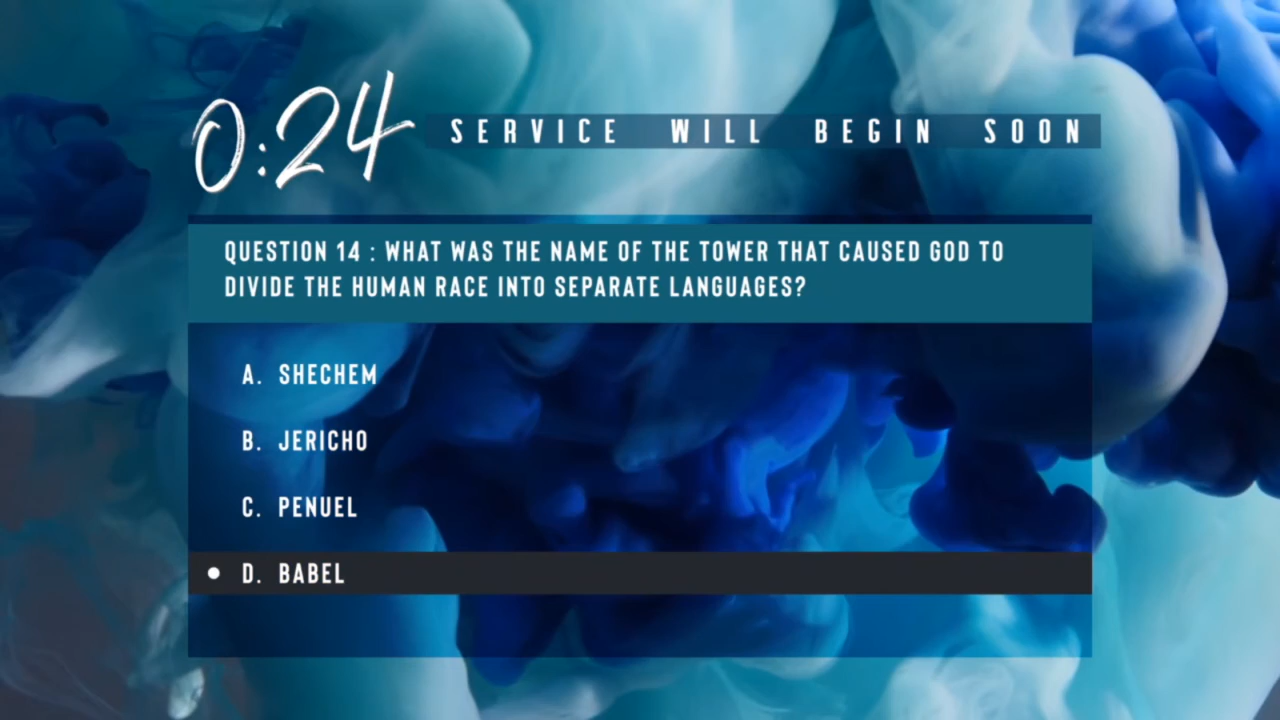 0:24 SERVICE WILL BEGIN SOON
QUESTION 14 : WHAT WAS THE NAME OF THE TOWER THAT CAUSED GOD TO
DIVIDE THE HUMAN RACE INTO SEPARATE LANGUAGES?
A. SHECHEM
B. JERICHO
C. PENUEL
D. BABEL